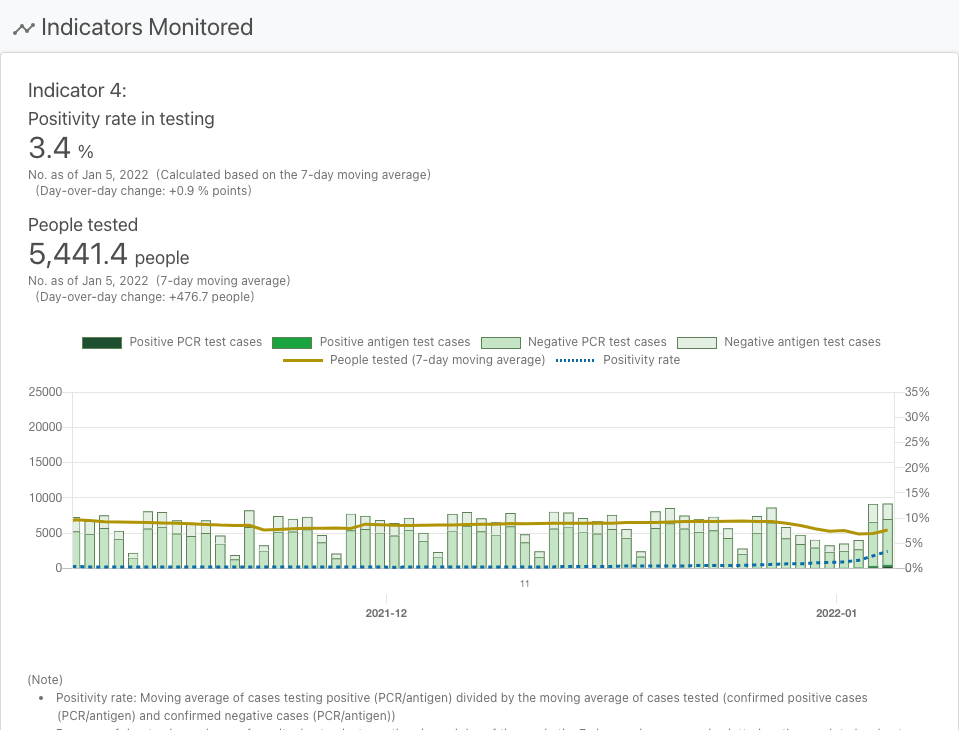 Indicators Monitored
Indicator 4:
Positivity rate in testing
3.4 %
No. as of Jan 5, 2022 (Calculated based on the 7-day moving average)
(Day-over-day change: +0.9 % points)
People tested
5,441.4 people
No. as of Jan 5, 2022 (7-day moving average)
(Day-over-day change: +476.7 people)
Positive PCR test cases Positive antigen test cases Negative PCR test cases Negative antigen test cases
People tested (7-day moving average) Positivity rate
25000 35%
30%
20000
25%
15000
20%
10000 15%
10%
5000
5%
0 0%
11
2021-12 2022-01
(Note)
• Positivity rate: Moving average of cases testing positive (PCR/antigen) divided by the moving average of cases tested (confirmed positive cases
(PCR/antigen) and confirmed negative cases (PCR/antigen))